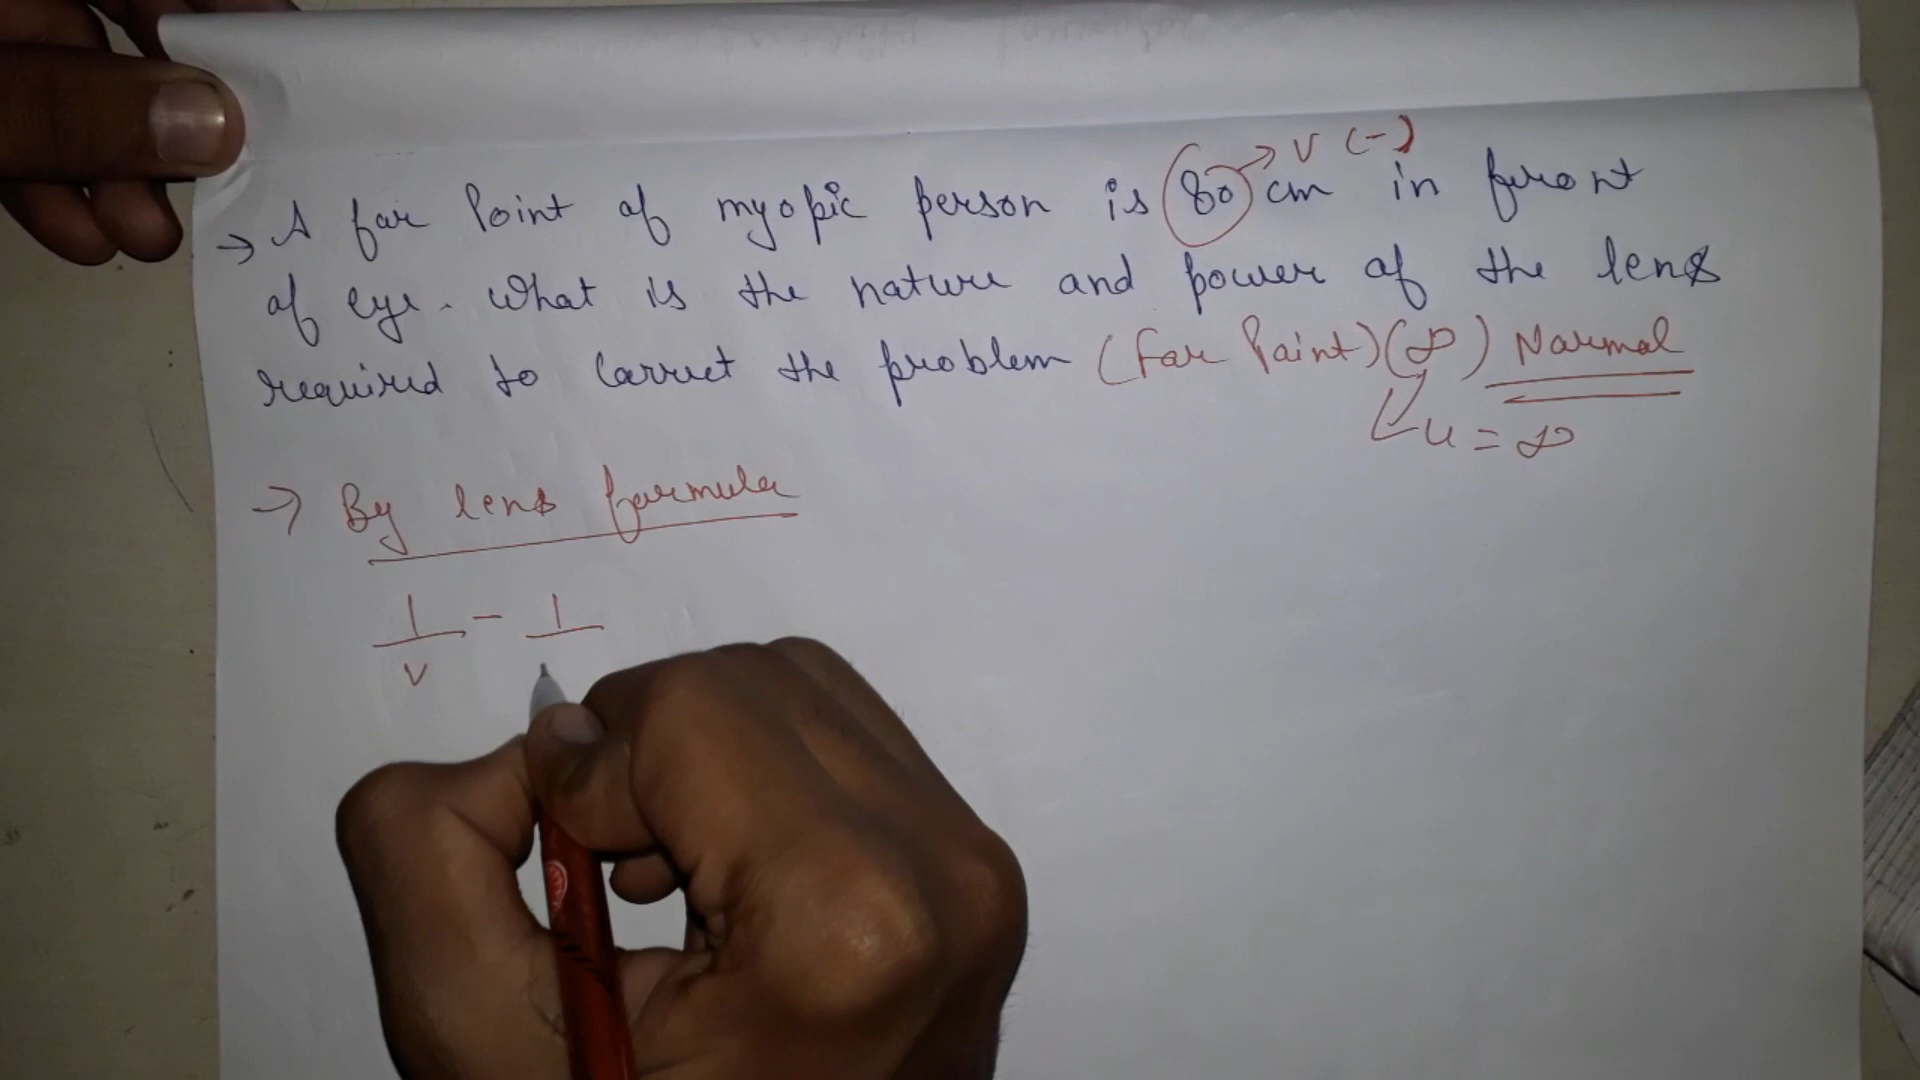 → V (-)
→ A far Point of myopic person is 80 cm in front
of eye. What is the nature and power of the lens
required to correct the problem (Far Point) (∞) Normal
u = ∞
→ By lens formula
1/v - 1/